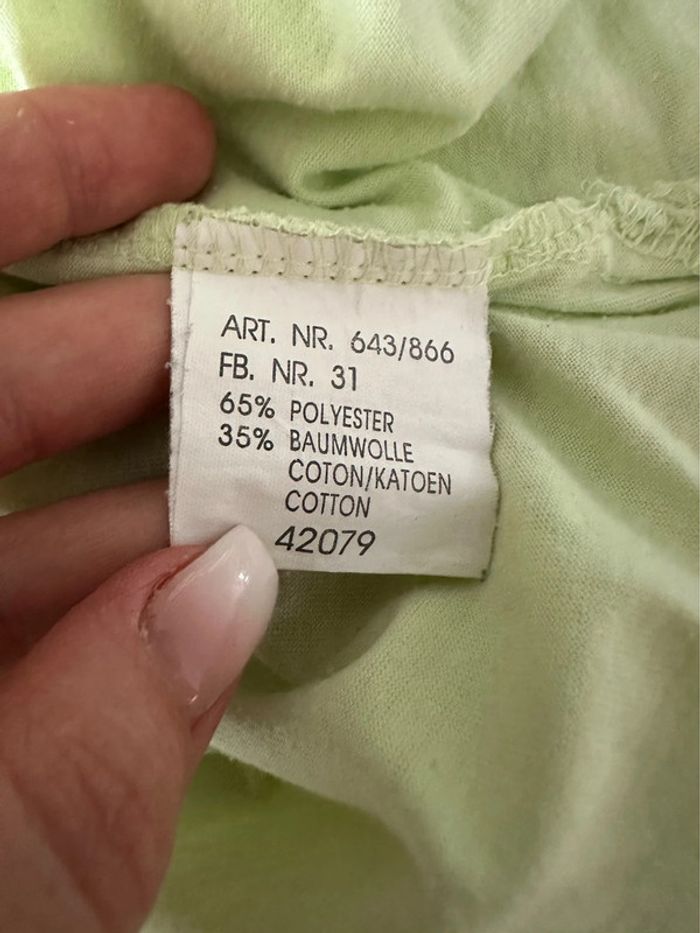 ART. NR. 643/866
FB. NR. 31
65% POLYESTER
35% BAUMWOLLE
COTON/KATOEN
COTTON
42079